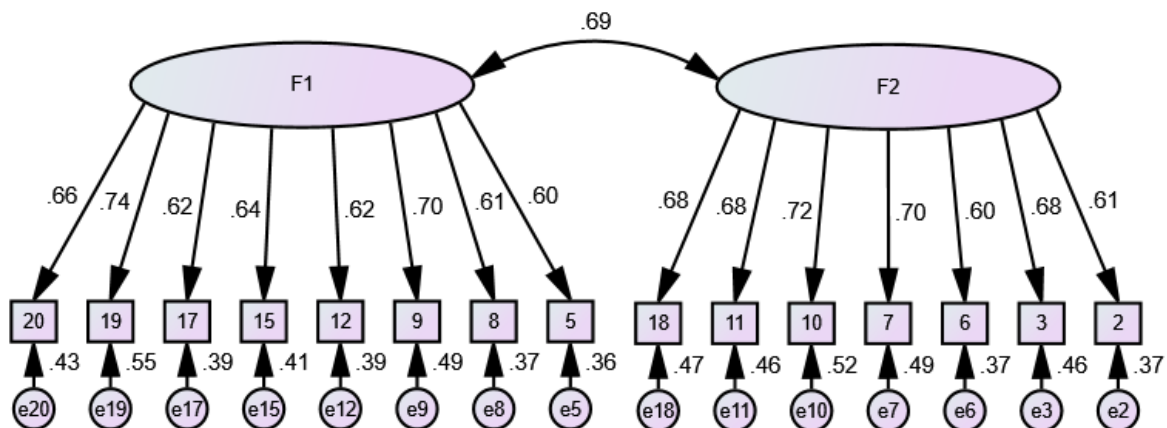 .69
F1 F2
.66 .74 .62 .64 .62 .70 .61 .60 .68 .68 .72 .70 .60 .68 .61
20 19 17 15 12 9 8 5 18 11 10 7 6 3 2
.43 .55 .39 .41 .39 .49 .37 .36 .47 .46 .52 .49 .37 .46 .37
e20 e19 e17 e15 e12 e9 e8 e5 e18 e11 e10 e7 e6 e3 e2